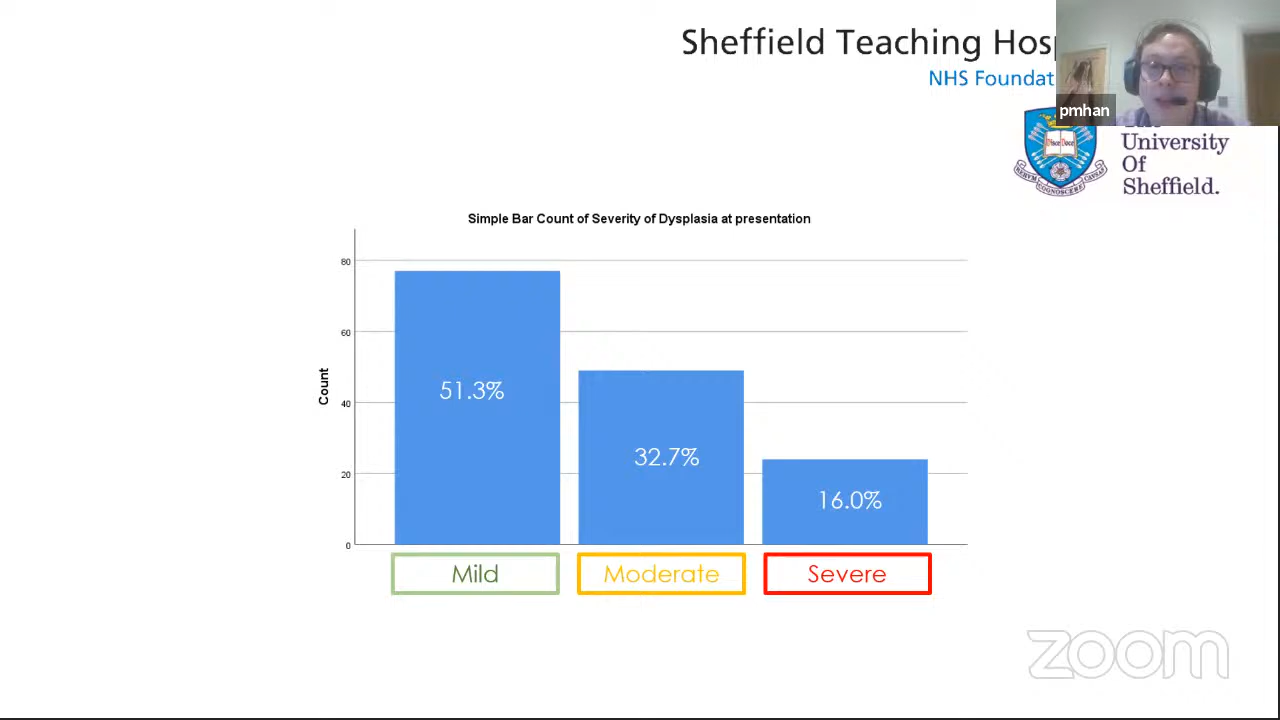 Sheffield Teaching Hosp
NHS Foundat
pmhan
University
Of
Sheffield.
Simple Bar Count of Severity of Dysplasia at presentation
Count
80
60
40
20
0
51.3%
32.7%
16.0%
Mild
Moderate
Severe
zoom